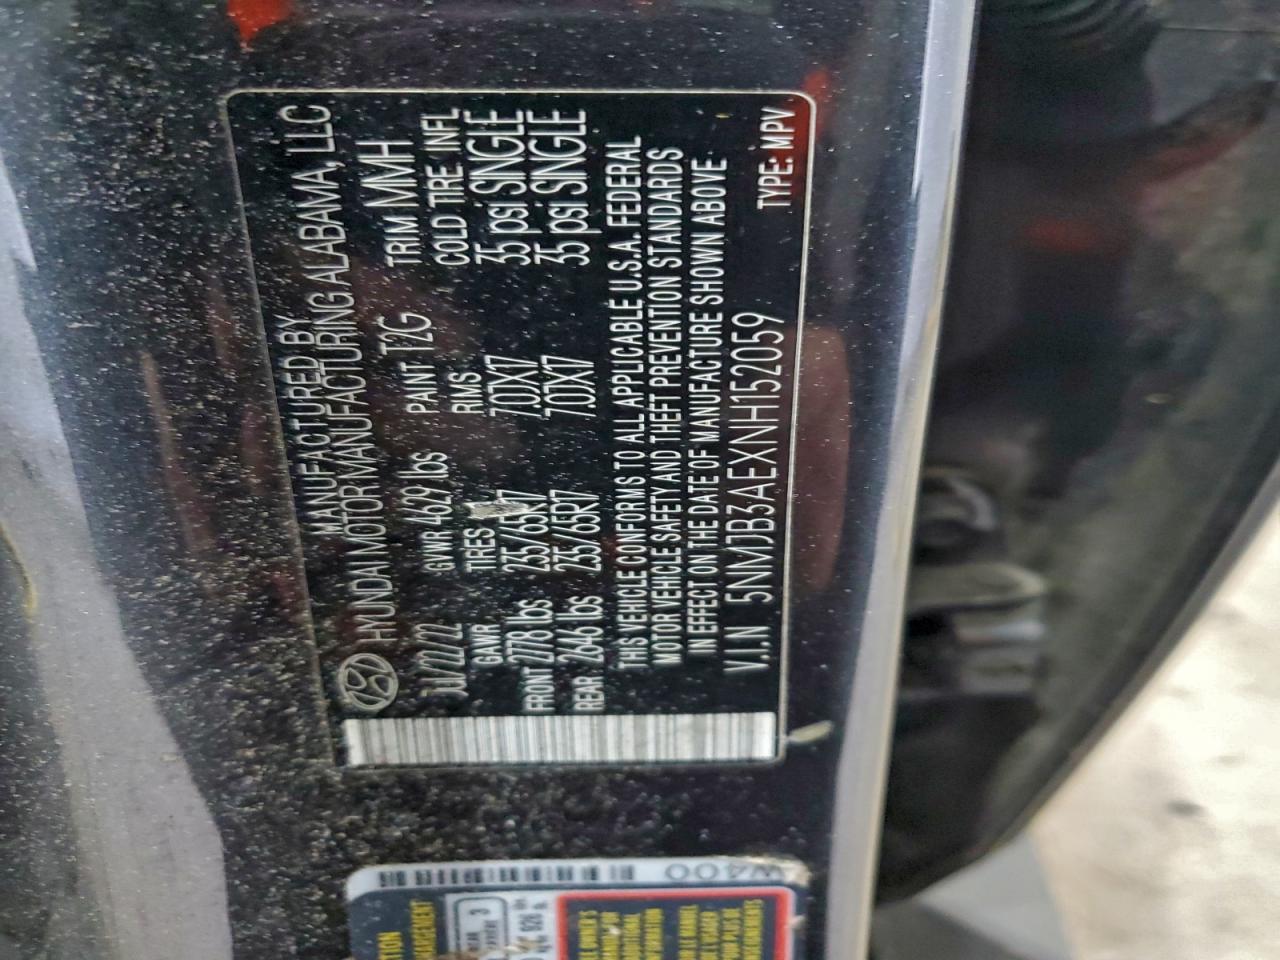 MANUFACTURED BY
HYUNDAI MOTOR MANUFACTURING ALABAMA, LLC
JUL/22/22 GVWR 4629 lbs PAINT T2G TRIM MMH
GAWR TIRES RIMS COLD TIRE INFL
FRONT 2778 lbs 235/65R17 7.0JX17 35 psi SINGLE
REAR 2646 lbs 235/65R17 7.0JX17 35 psi SINGLE
THIS VEHICLE CONFORMS TO ALL APPLICABLE U.S.A. FEDERAL
MOTOR VEHICLE SAFETY AND THEFT PREVENTION STANDARDS
IN EFFECT ON THE DATE OF MANUFACTURE SHOWN ABOVE
V.I.N 5NMJB3AEXNH152059
TYPE: MPV
W400
3